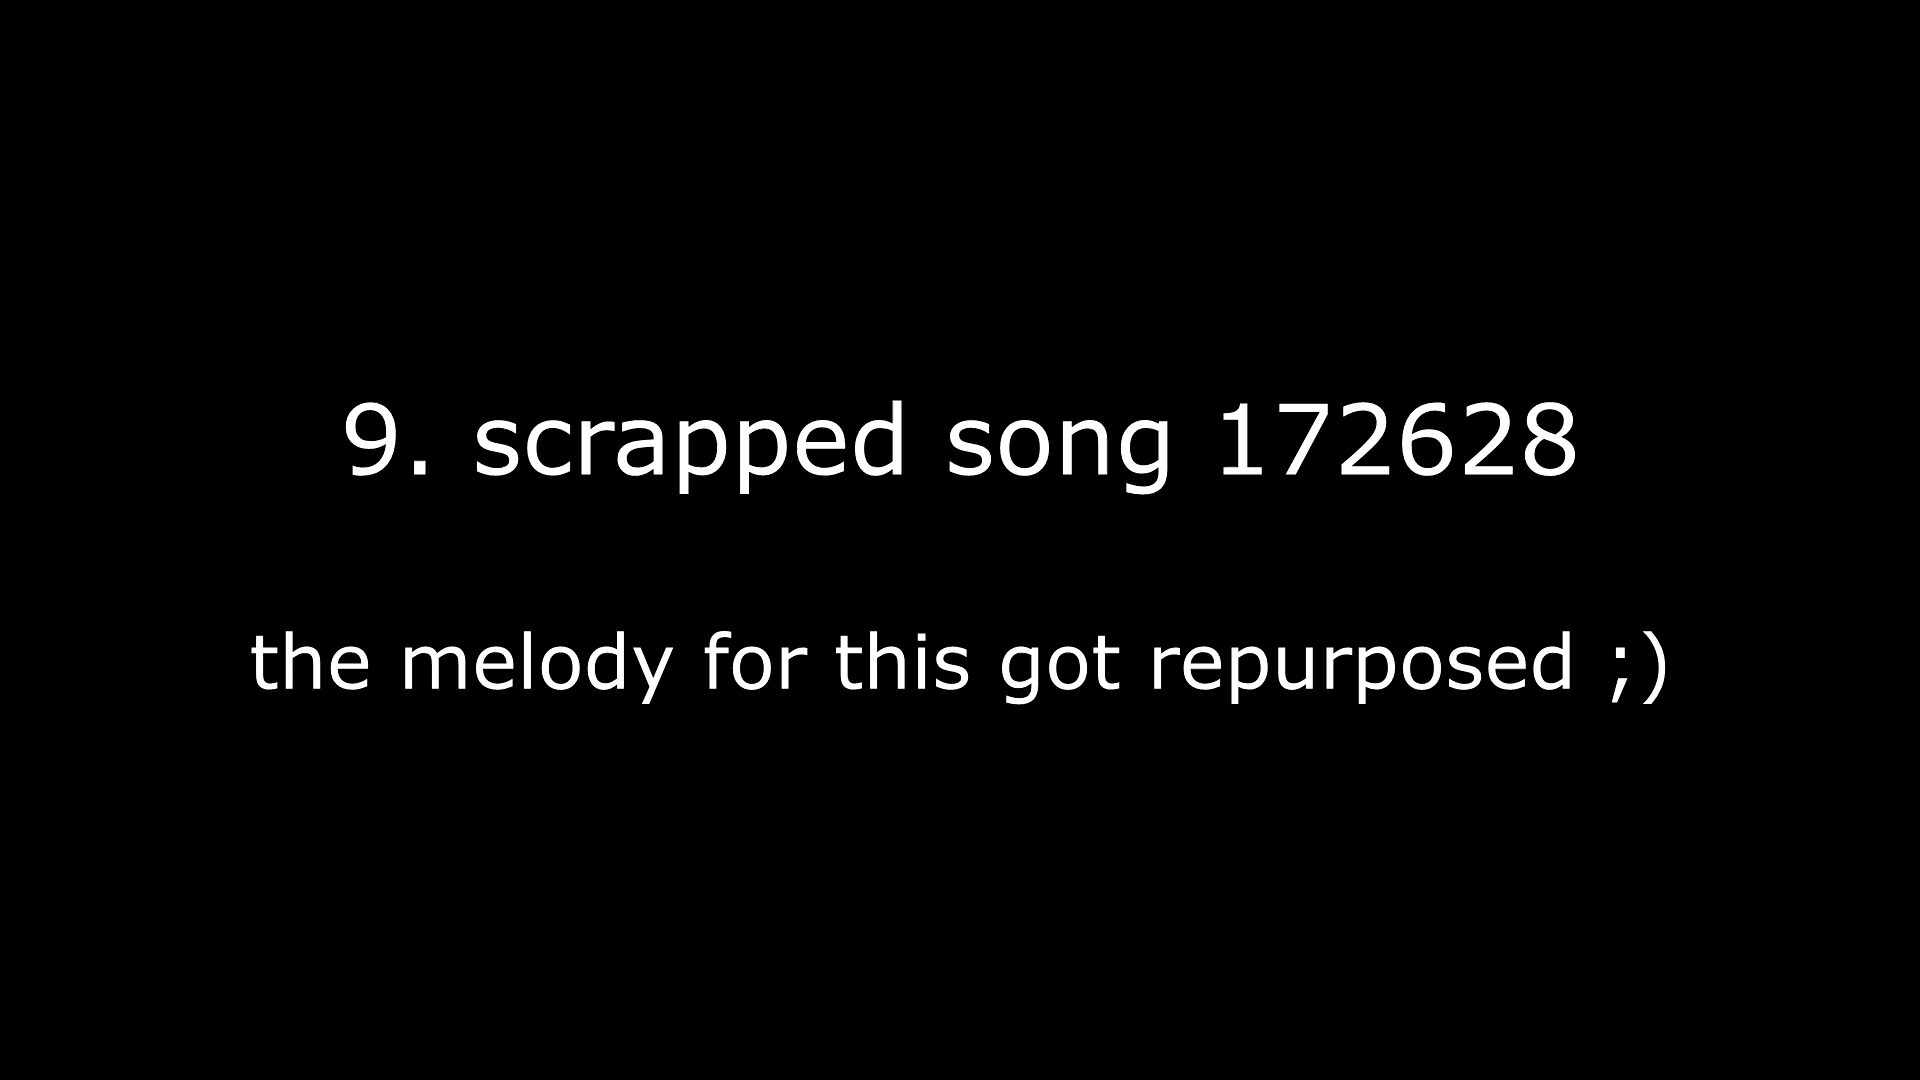 9. scrapped song 172628
the melody for this got repurposed ;)